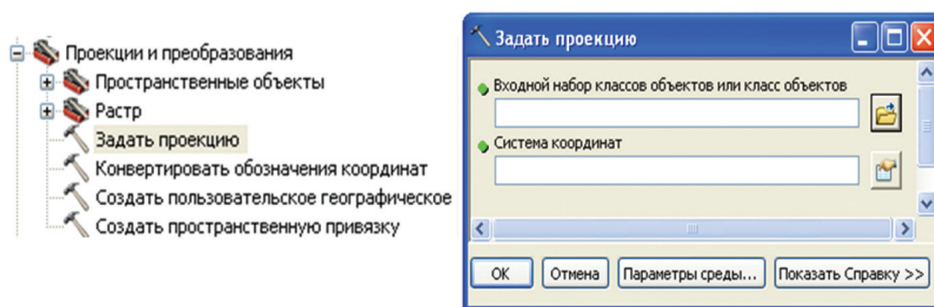 Проекции и преобразования
Пространственные объекты
Растр
Задать проекцию
Конвертировать обозначения координат
Создать пользовательское географическое
Создать пространственную привязку
Задать проекцию
Входной набор классов объектов или класс объектов
Система координат
OK
Отмена
Параметры среды...
Показать Справку >>